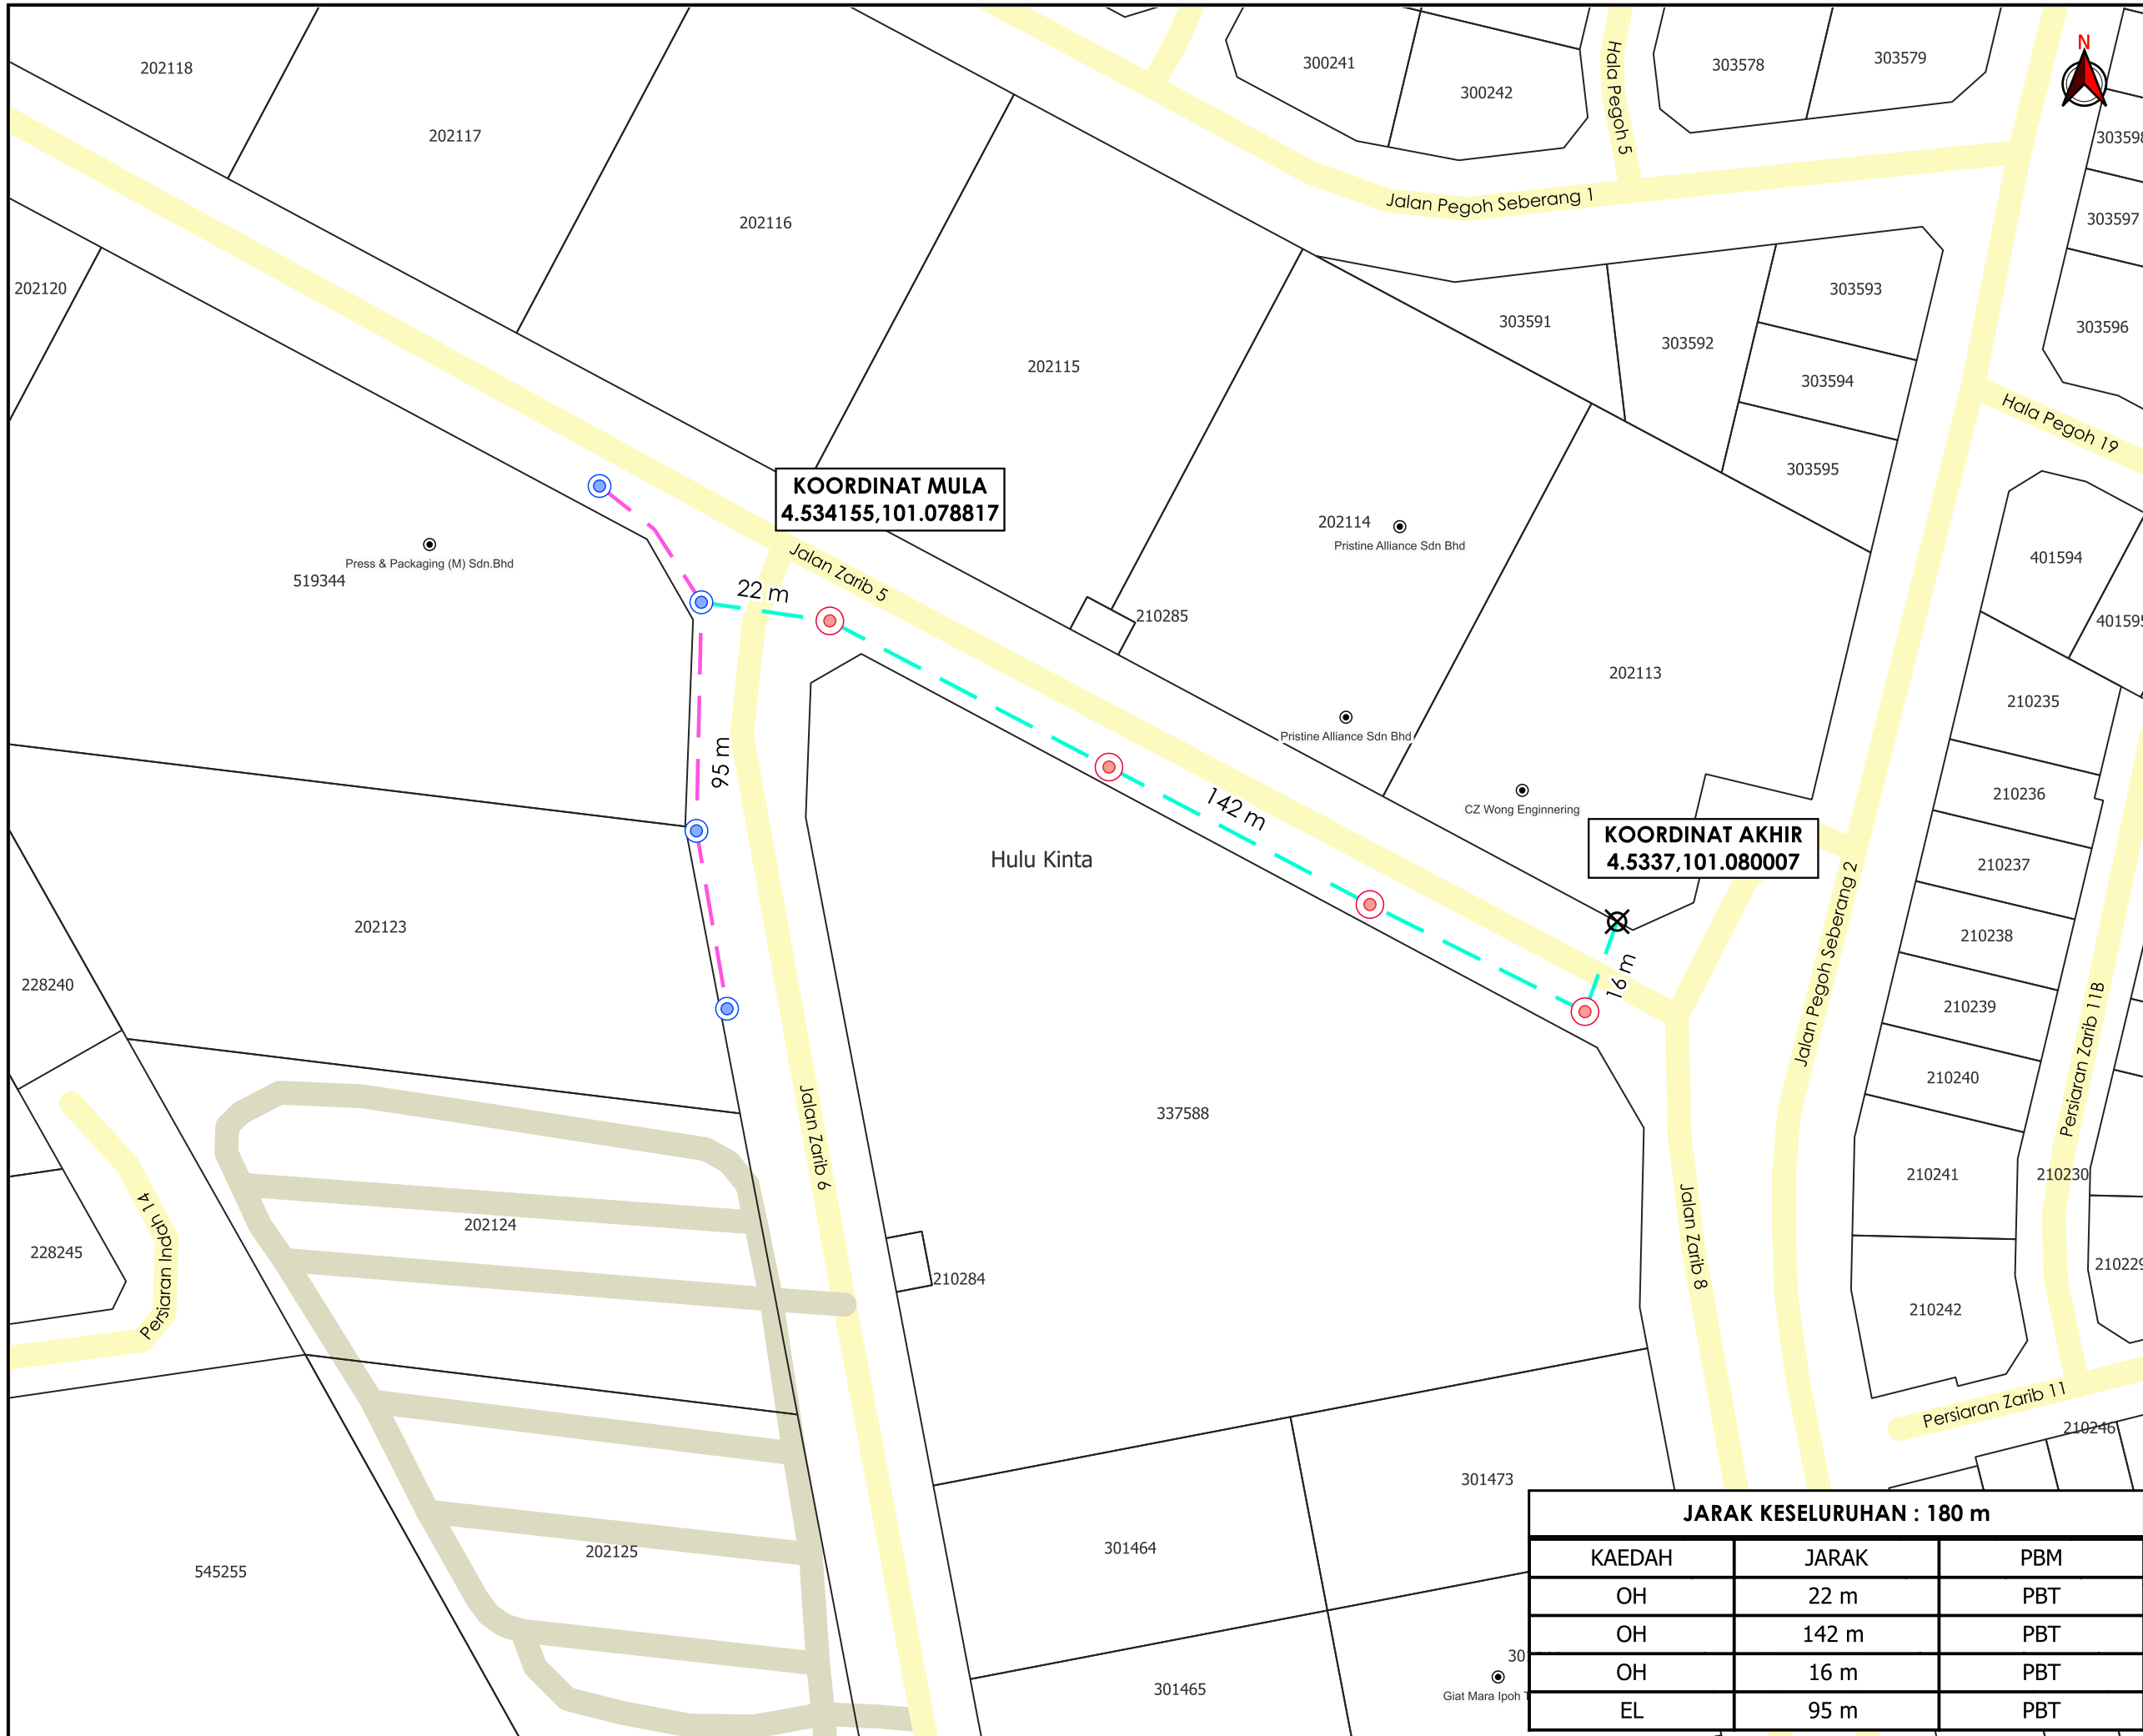 N
202118
202117
202116
202115
202120
300241
300242
Hala Pegoh 5
303578
303579
303598
303597
303596
Jalan Pegoh Seberang 1
303591
303592
303593
303594
303595
Hala Pegoh 19
KOORDINAT MULA
4.534155,101.078817
Press & Packaging (M) Sdn.Bhd
519344
22 m
Jalan Zarib 5
202114
Pristine Alliance Sdn Bhd
210285
202113
Pristine Alliance Sdn Bhd
CZ Wong Enginnering
401594
401595
210235
210236
210237
210238
210239
210240
210241
210242
95 m
142 m
Hulu Kinta
KOORDINAT AKHIR
4.5337,101.080007
16 m
Jalan Pegoh Seberang 2
Persiaran Zarib 11B
202123
228240
228245
Persiaran Indah 14
Jalan Zarib 6
337588
Jalan Zarib 8
210230
210229
202124
210284
Persiaran Zarib 11
210246
301473
301464
301465
202125
545255
Giat Mara Ipoh
JARAK KESELURUHAN : 180 m
KAEDAH JARAK PBM
OH 22 m PBT
OH 142 m PBT
OH 16 m PBT
EL 95 m PBT